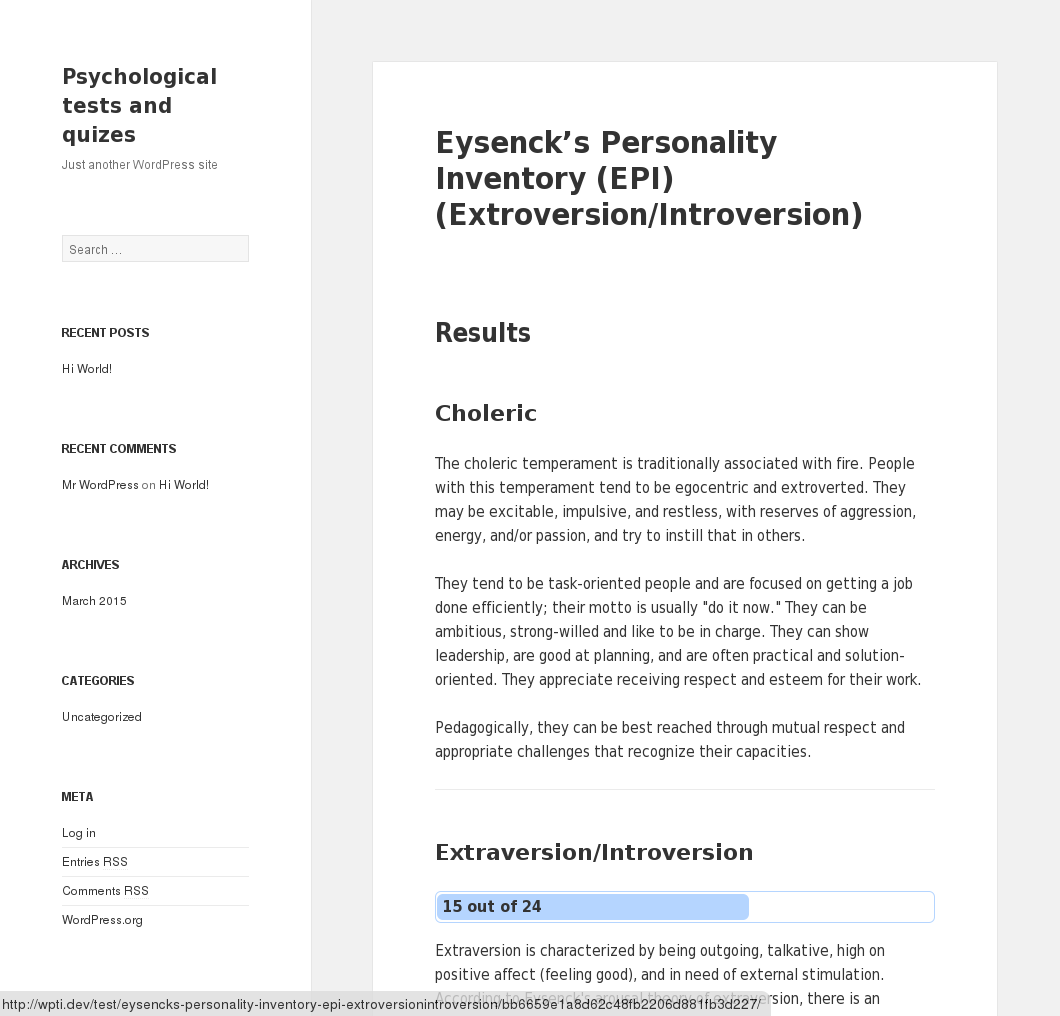 Psychological
tests and
quizes
Just another WordPress site
Search ...
RECENT POSTS
Hi World!
RECENT COMMENTS
Mr WordPress on Hi World!
ARCHIVES
March 2015
CATEGORIES
Uncategorized
META
Log in
Entries RSS
Comments RSS
WordPress.org
Eysenck’s Personality
Inventory (EPI)
(Extroversion/Introversion)
Results
Choleric
The choleric temperament is traditionally associated with fire. People
with this temperament tend to be egocentric and extroverted. They
may be excitable, impulsive, and restless, with reserves of aggression,
energy, and/or passion, and try to instill that in others.
They tend to be task-oriented people and are focused on getting a job
done efficiently; their motto is usually "do it now." They can be
ambitious, strong-willed and like to be in charge. They can show
leadership, are good at planning, and are often practical and solution-
oriented. They appreciate receiving respect and esteem for their work.
Pedagogically, they can be best reached through mutual respect and
appropriate challenges that recognize their capacities.
Extraversion/Introversion
15 out of 24
Extraversion is characterized by being outgoing, talkative, high on
positive affect (feeling good), and in need of external stimulation.
According to Eysenck's arousal theory of extraversion, there is an
http://wpti.dev/test/eysencks-personality-inventory-epi-extroversionintroversion/bb6659e1a8d62c48fb2206d881fb3d227/